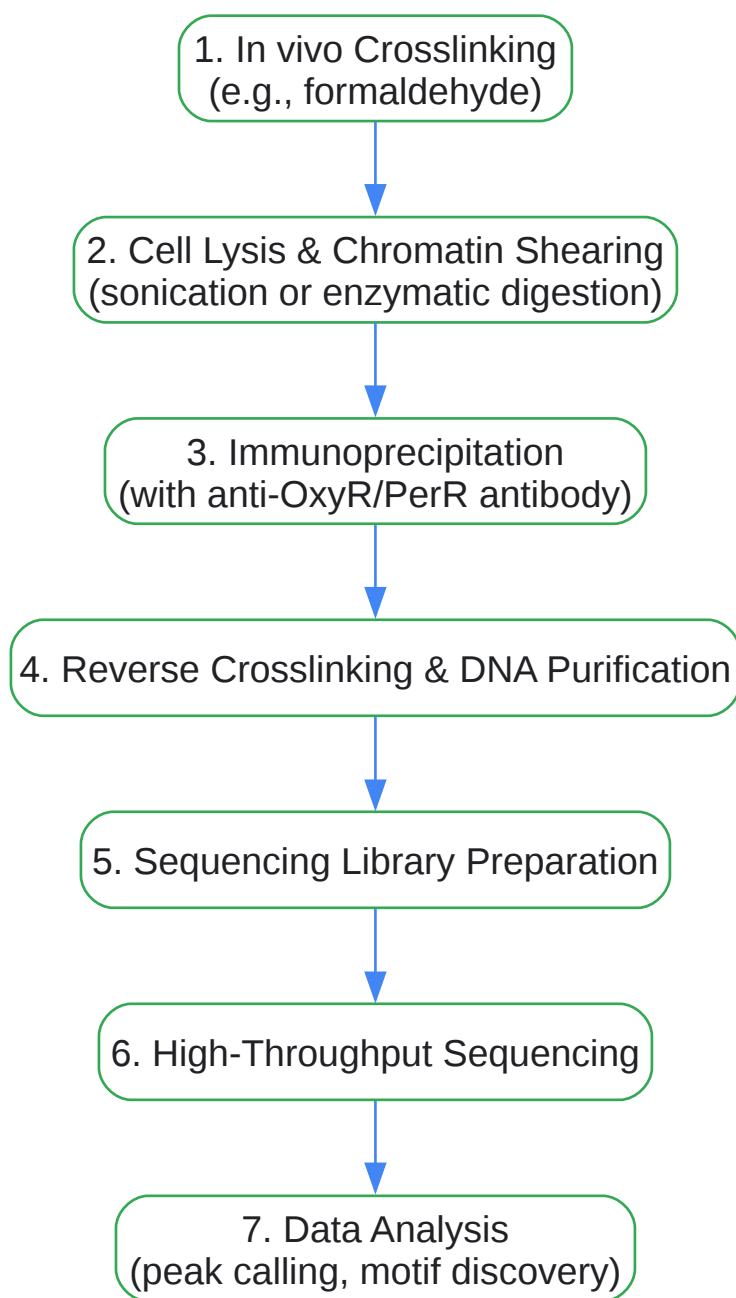 1. In vivo Crosslinking
(e.g., formaldehyde)
2. Cell Lysis & Chromatin Shearing
(sonication or enzymatic digestion)
3. Immunoprecipitation
(with anti-OxyR/PerR antibody)
4. Reverse Crosslinking & DNA Purification
5. Sequencing Library Preparation
6. High-Throughput Sequencing
7. Data Analysis
(peak calling, motif discovery)